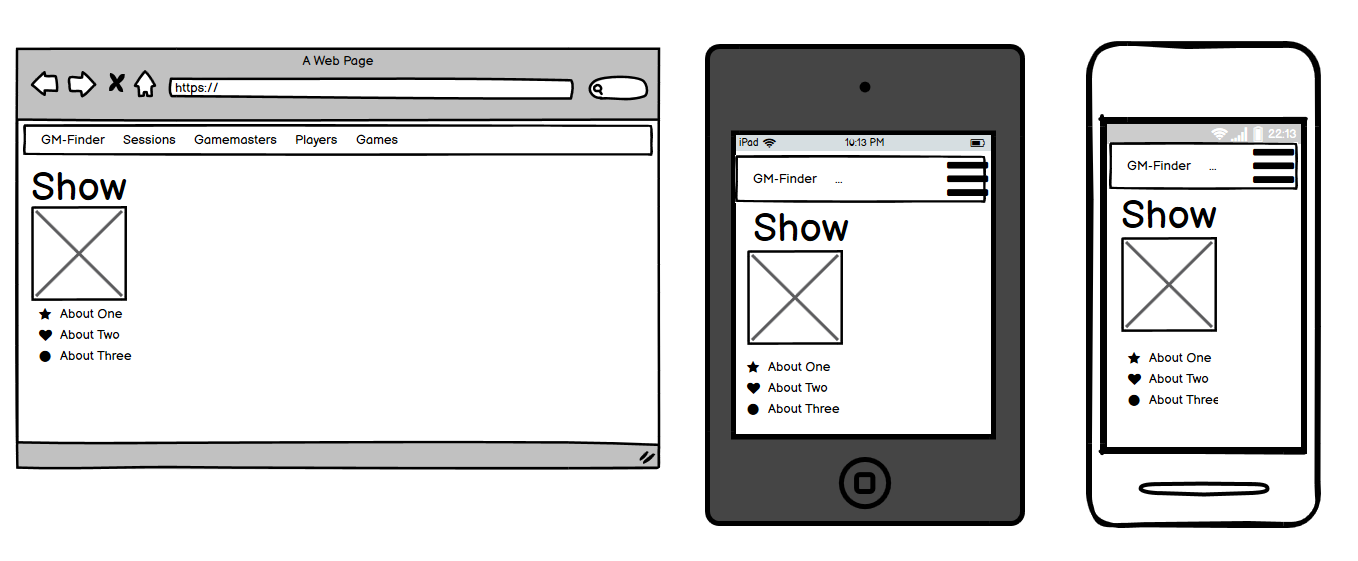 A Web Page
https://
GM-Finder Sessions Gamemasters Players Games
Show
About One
About Two
About Three
iPad 10:13 PM
GM-Finder ...
Show
About One
About Two
About Three
22:13
GM-Finder ...
Show
About One
About Two
About Three